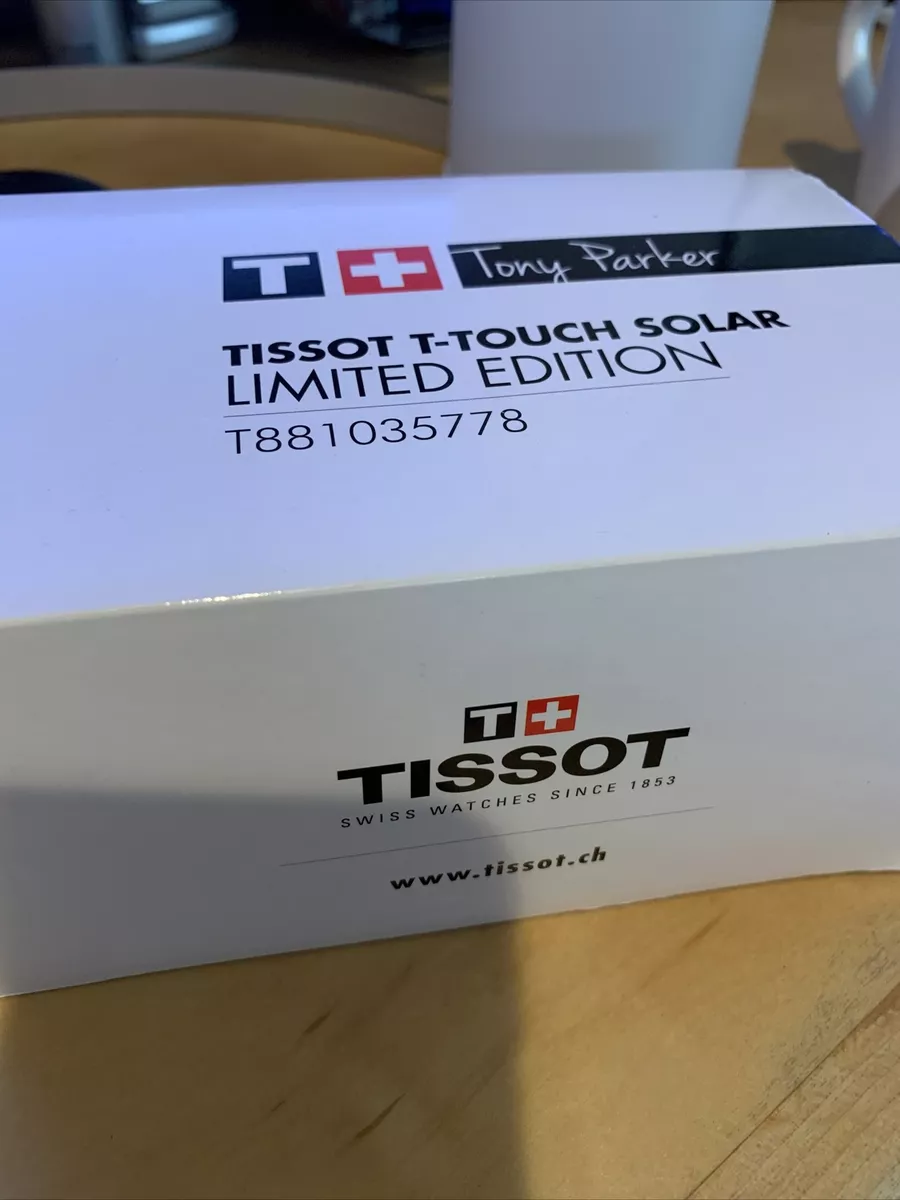 T Tony Parker
TISSOT T-TOUCH SOLAR
LIMITED EDITION
T881035778
T
TISSOT
SWISS WATCHES SINCE 1853
www.tissot.ch